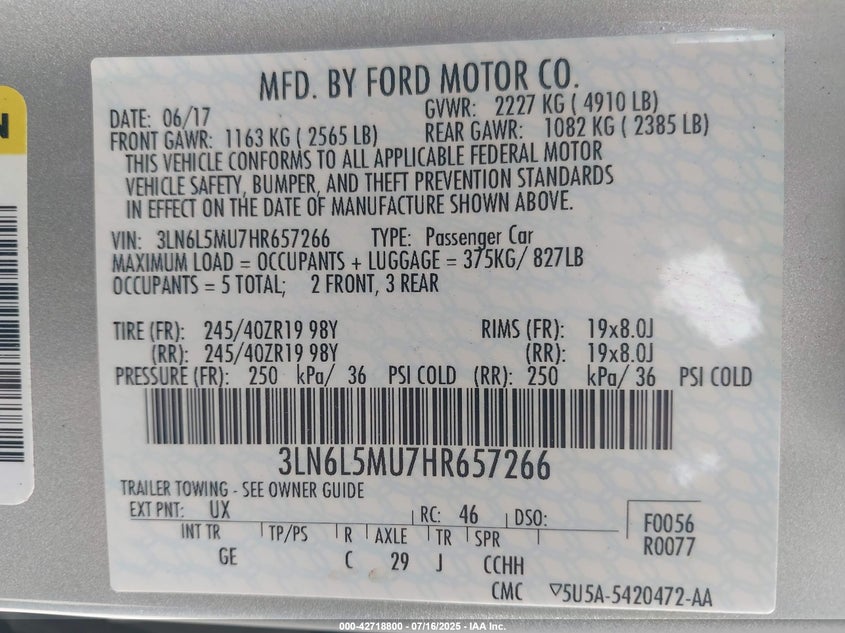 N
MFD. BY FORD MOTOR CO.
DATE: 06/17 GVWR: 2227 KG ( 4910 LB)
FRONT GAWR: 1163 KG ( 2565 LB) REAR GAWR: 1082 KG ( 2385 LB)
THIS VEHICLE CONFORMS TO ALL APPLICABLE FEDERAL MOTOR
VEHICLE SAFETY, BUMPER, AND THEFT PREVENTION STANDARDS
IN EFFECT ON THE DATE OF MANUFACTURE SHOWN ABOVE.
VIN: 3LN6L5MU7HR657266 TYPE: Passenger Car
MAXIMUM LOAD = OCCUPANTS + LUGGAGE = 375KG/ 827LB
OCCUPANTS = 5 TOTAL; 2 FRONT, 3 REAR
TIRE (FR): 245/40ZR19 98Y RIMS (FR): 19x8.0J
(RR): 245/40ZR19 98Y (RR): 19x8.0J
PRESSURE (FR): 250 kPa/ 36 PSI COLD (RR): 250 kPa/ 36 PSI COLD
3LN6L5MU7HR657266
TRAILER TOWING - SEE OWNER GUIDE
EXT PNT: UX RC: 46 DSO: F0056
INT TR TP/PS R AXLE TR SPR R0077
GE C 29 J CCHH
CMC ▽5U5A-5420472-AA
000-42718800 - 07/16/2025 - IAA Inc.